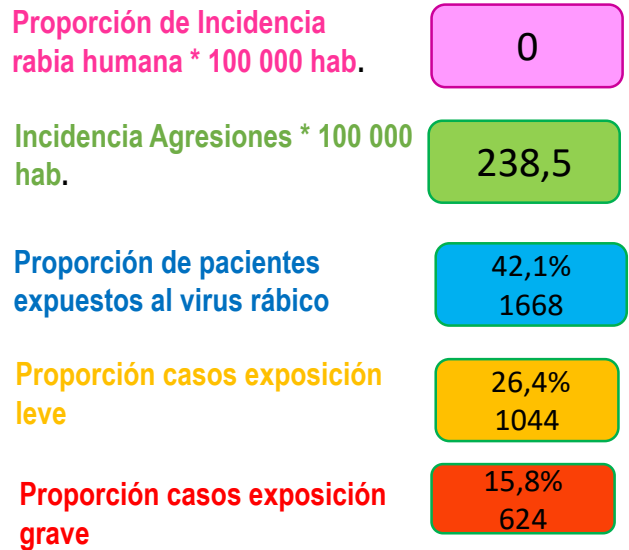 Proporción de Incidencia
rabia humana * 100 000 hab.
0
Incidencia Agresiones * 100 000
hab.
238,5
Proporción de pacientes
expuestos al virus rábico
42,1%
1668
Proporción casos exposición
leve
26,4%
1044
Proporción casos exposición
grave
15,8%
624